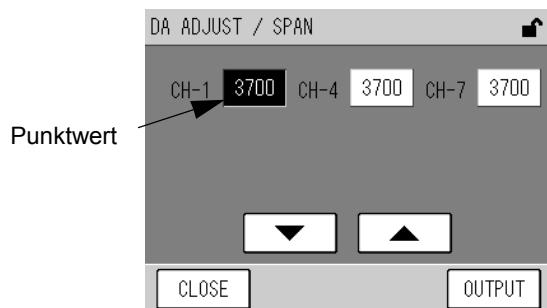 DA ADJUST / SPAN
CH-1 3700 CH-4 3700 CH-7 3700
Punktwert
CLOSE OUTPUT